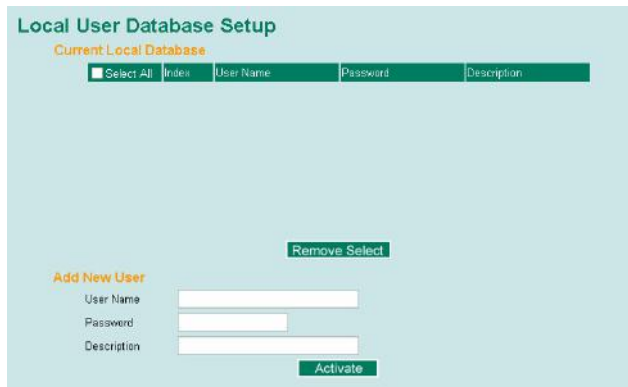 Local User Database Setup
Current Local Database
Select All Index User Name Password Description
Remove Select
Add New User
User Name
Password
Description
Activate